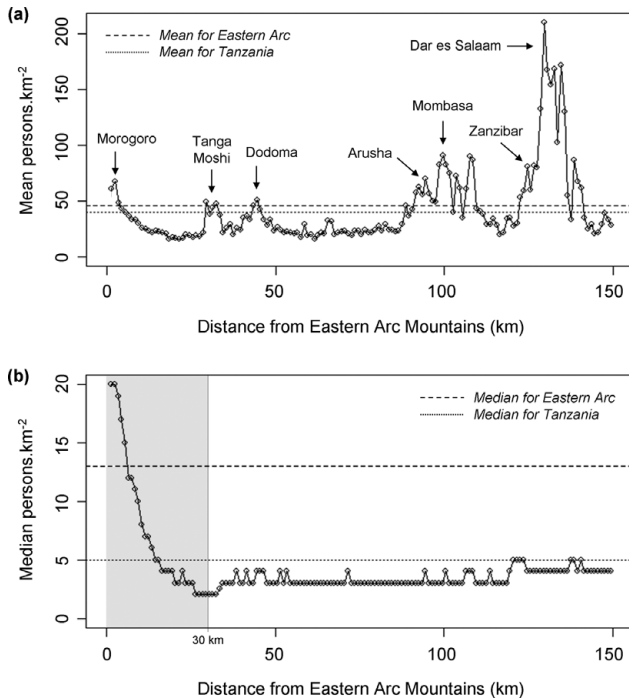 (a)
Mean for Eastern Arc
Mean for Tanzania
Dar es Salaam
Mombasa
Zanzibar
Arusha
Morogoro
Tanga
Moshi
Dodoma
Mean persons.km-2
200
150
100
50
0
0 50 100 150
Distance from Eastern Arc Mountains (km)
(b)
Median for Eastern Arc
Median for Tanzania
Median persons.km-2
20
15
10
5
0
0 30 km 50 100 150
Distance from Eastern Arc Mountains (km)